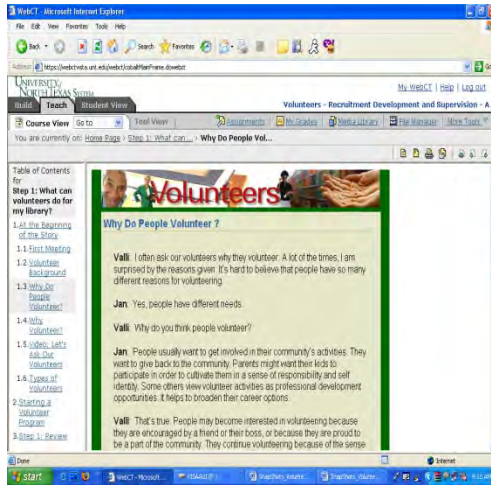 WebCT - Microsoft Internet Explorer
File Edit View Favorites Tools Help
Back Search Favorites
Address https://webctvista.unt.edu/webct/cobaltMainFrame.dowebct Go
UNIVERSITY of
NORTH TEXAS SYSTEM
My WebCT | Help | Log out
Build Teach Student View
Volunteers - Recruitment Development and Supervision - A
Course View Go to Tool View Assignments My Grades Media Library File Manager More Tools
You are currently on: Home Page › Step 1: What can... › Why Do People Vol...
Table of Contents
for
Step 1: What can
volunteers do for
my library?
1. At the Beginning
of the Story
1.1. First Meeting
1.2. Volunteer
Background
1.3. Why Do
People
Volunteer?
1.4. Why
Volunteer?
1.5. Video: Let's
Ask Our
Volunteers
1.6. Types of
Volunteers
2. Starting a
Volunteer
Program
3. Step 1: Review
Volunteers
Why Do People Volunteer ?
Valli: I often ask our volunteers why they volunteer. A lot of the times, I am
surprised by the reasons given. It's hard to believe that people have so many
different reasons for volunteering.
Jan: Yes, people have different needs.
Valli: Why do you think people volunteer?
Jan: People usually want to get involved in their community's activities. They
want to give back to the community. Parents might want their kids to
participate in order to cultivate them in a sense of responsibility and self
identity. Some others view volunteer activities as professional development
opportunities. It helps to broaden their career options.
Valli: That's true. People may become interested in volunteering because
they are encouraged by a friend or their boss, or because they are proud to
be a part of the community. They continue volunteering because of the sense
Done Internet
start WebCT - Microsoft... 9:15 AM